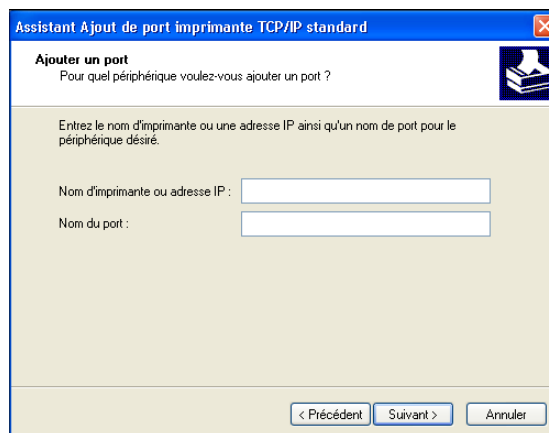 Assistant Ajout de port imprimante TCP/IP standard
Ajouter un port
Pour quel périphérique voulez-vous ajouter un port ?
Entrez le nom d'imprimante ou une adresse IP ainsi qu'un nom de port pour le
périphérique désiré.
Nom d'imprimante ou adresse IP :
Nom du port :
< Précédent Suivant > Annuler